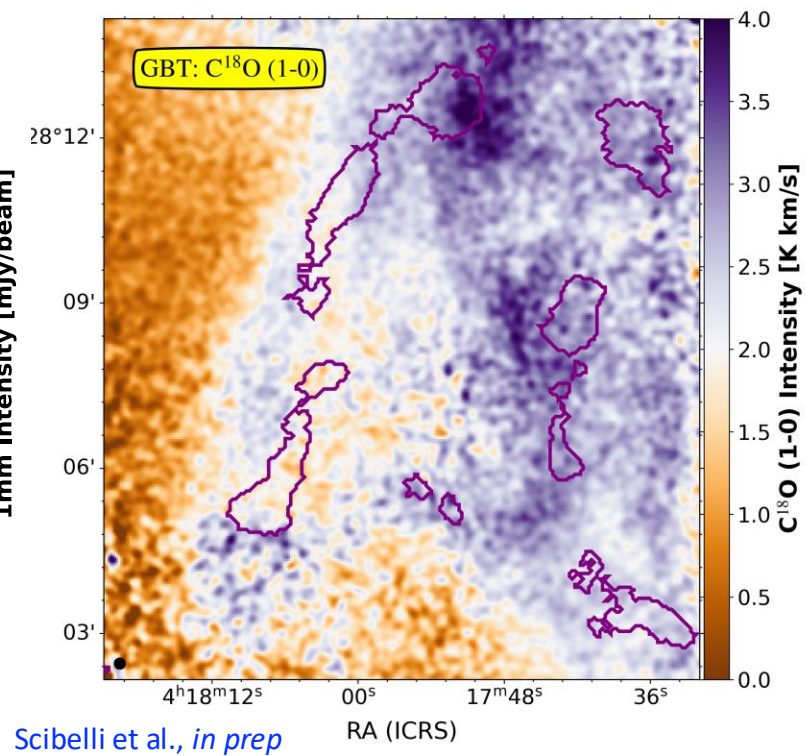 GBT: C¹⁸O (1-0)
28°12'
09'
06'
03'
4ʰ18ᵐ12ˢ 00ˢ 17ᵐ48ˢ 36ˢ
RA (ICRS)
1mm Intensity [mJy/beam]
4.0
3.5
3.0
2.5
2.0
1.5
1.0
0.5
0.0
C¹⁸O (1-0) Intensity [K km/s]
Scibelli et al., in prep